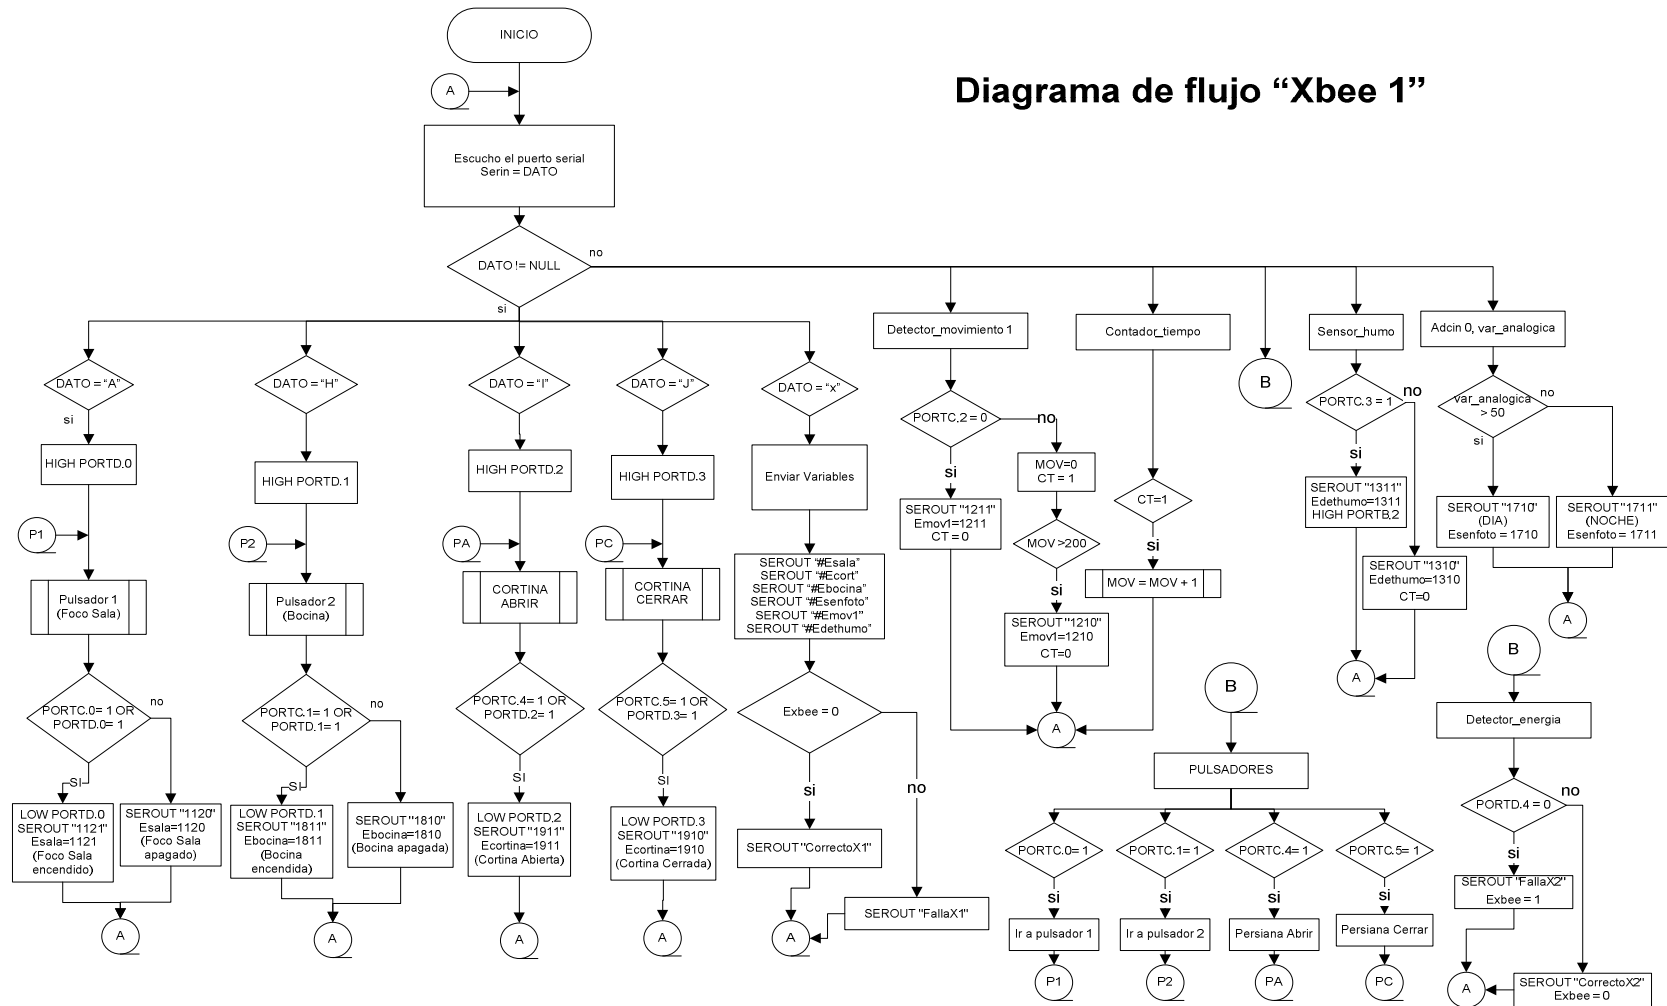 INICIO
A
Diagrama de flujo “Xbee 1”
Escucho el puerto serial
Serin = DATO
DATO != NULL
no
si
DATO = “A”
si
HIGH PORTD.0
P1
Pulsador 1
(Foco Sala)
PORTC.0= 1 OR
PORTD.0= 1
no
SI
LOW PORTD.0
SEROUT "1121"
Esala=1121
(Foco Sala
encendido)
SEROUT "1120"
Esala=1120
(Foco Sala
apagado)
A
DATO = “H”
HIGH PORTD.1
P2
Pulsador 2
(Bocina)
PORTC.1= 1 OR
PORTD.1= 1
no
SI
LOW PORTD.1
SEROUT "1811"
Ebocina=1811
(Bocina
encendida)
SEROUT "1810"
Ebocina=1810
(Bocina apagada)
A
DATO = “I”
HIGH PORTD.2
PA
CORTINA
ABRIR
PORTC.4= 1 OR
PORTD.2= 1
SI
LOW PORTD.2
SEROUT "1911"
Ecortina=1911
(Cortina Abierta)
A
DATO = “J”
HIGH PORTD.3
PC
CORTINA
CERRAR
PORTC.5= 1 OR
PORTD.3= 1
SI
LOW PORTD.3
SEROUT "1910"
Ecortina=1910
(Cortina Cerrada)
A
DATO = “x”
Enviar Variables
SEROUT “#Esala”
SEROUT “#Ecort”
SEROUT “#Ebocina”
SEROUT “#Esenfoto”
SEROUT “#Emov1”
SEROUT “#Edethumo”
Exbee = 0
si
no
SEROUT "CorrectoX1"
SEROUT "FallaX1"
A
Detector_movimiento 1
PORTC.2 = 0
no
si
SEROUT "1211"
Emov1=1211
CT = 0
MOV=0
CT = 1
MOV >200
si
SEROUT "1210"
Emov1=1210
CT=0
A
Contador_tiempo
CT=1
si
MOV = MOV + 1
B
Sensor_humo
PORTC.3 = 1
no
si
SEROUT "1311"
Edethumo=1311
HIGH PORTB.2
SEROUT "1310"
Edethumo=1310
CT=0
A
Adcin 0, var_analogica
var_analogica
> 50
no
si
SEROUT "1710"
(DIA)
Esenfoto = 1710
SEROUT "1711"
(NOCHE)
Esenfoto = 1711
A
B
PULSADORES
PORTC.0= 1
si
Ir a pulsador 1
P1
PORTC.1= 1
si
Ir a pulsador 2
P2
PORTC.4= 1
si
Persiana Abrir
PA
PORTC.5= 1
si
Persiana Cerrar
PC
B
Detector_energia
PORTD.4 = 0
no
si
SEROUT "FallaX2"
Exbee = 1
A
SEROUT "CorrectoX2"
Exbee = 0